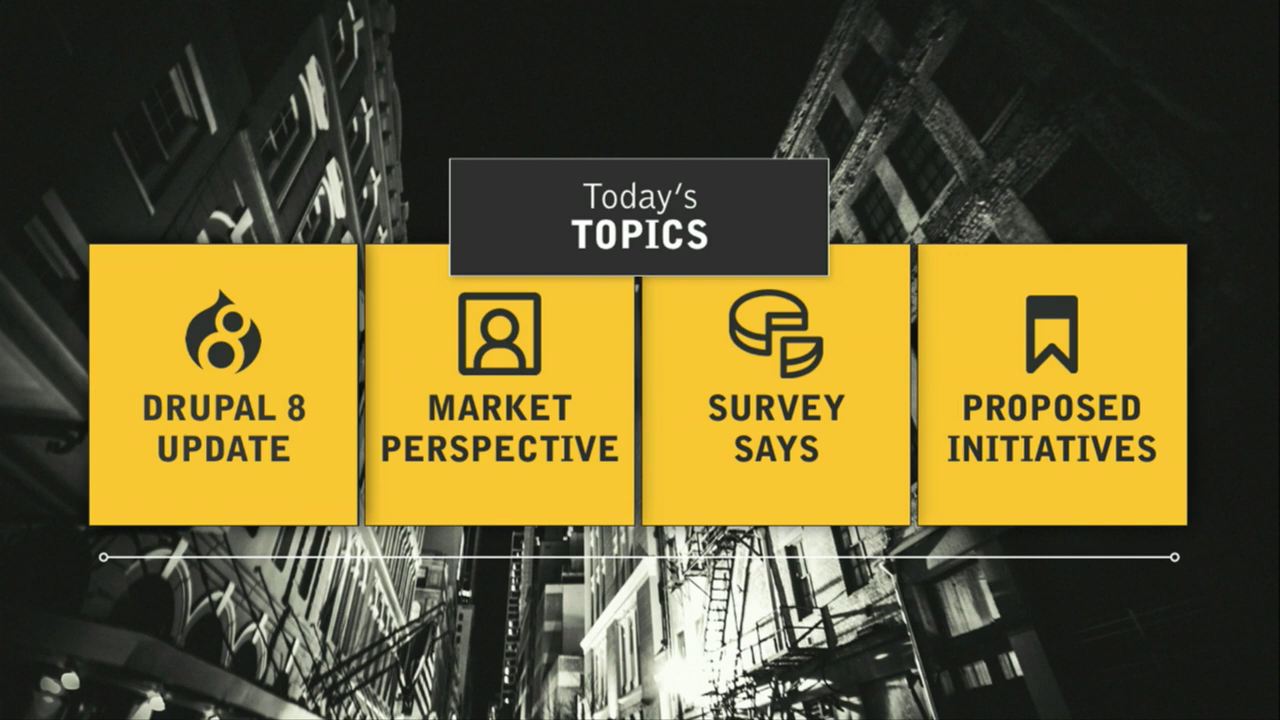 Today's
TOPICS
DRUPAL 8
UPDATE
MARKET
PERSPECTIVE
SURVEY
SAYS
PROPOSED
INITIATIVES